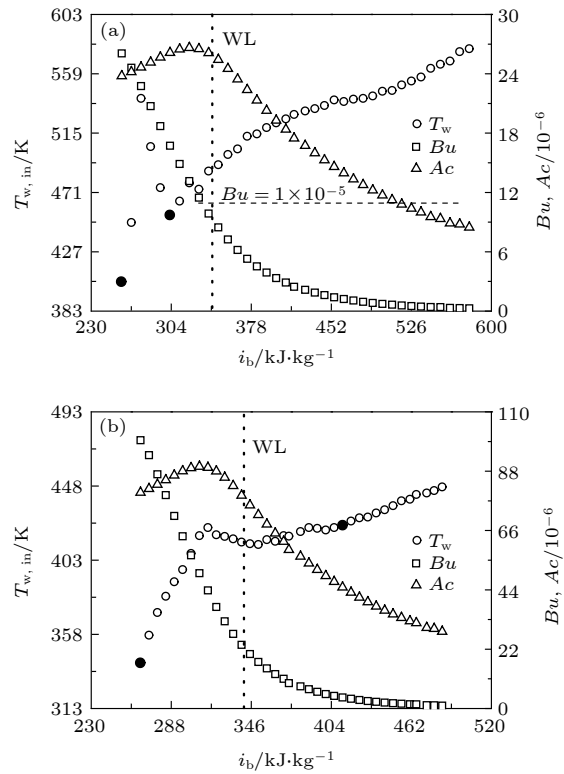 (a)
WL
603
559
515
471
427
383
T_w, in/K
30
24
18
12
6
0
Bu, Ac/10^-6
T_w
Bu
Ac
Bu = 1×10^-5
230
304
378
452
526
600
i_b/kJ·kg^-1
(b)
WL
493
448
403
358
313
T_w, in/K
110
88
66
44
22
0
Bu, Ac/10^-6
T_w
Bu
Ac
230
288
346
404
462
520
i_b/kJ·kg^-1